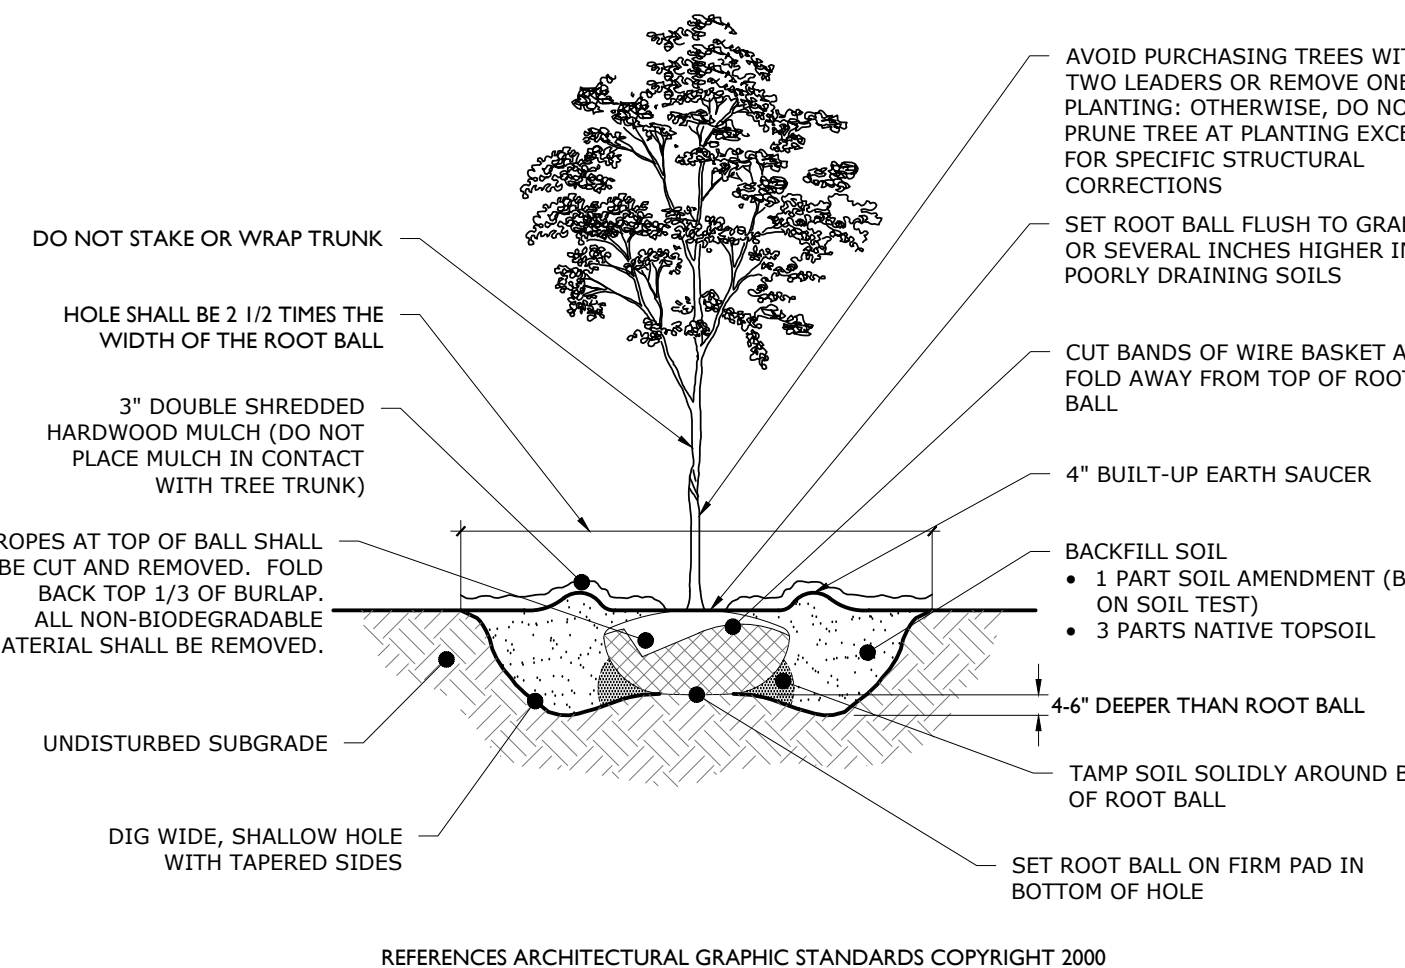 DO NOT STAKE OR WRAP TRUNK
HOLE SHALL BE 2 1/2 TIMES THE
WIDTH OF THE ROOT BALL
3" DOUBLE SHREDDED
HARDWOOD MULCH (DO NOT
PLACE MULCH IN CONTACT
WITH TREE TRUNK)
ROPES AT TOP OF BALL SHALL
BE CUT AND REMOVED. FOLD
BACK TOP 1/3 OF BURLAP.
ALL NON-BIODEGRADABLE
ATERIAL SHALL BE REMOVED.
UNDISTURBED SUBGRADE
DIG WIDE, SHALLOW HOLE
WITH TAPERED SIDES
AVOID PURCHASING TREES WIT
TWO LEADERS OR REMOVE ONE
PLANTING: OTHERWISE, DO NO
PRUNE TREE AT PLANTING EXCE
FOR SPECIFIC STRUCTURAL
CORRECTIONS
SET ROOT BALL FLUSH TO GRA
OR SEVERAL INCHES HIGHER IN
POORLY DRAINING SOILS
CUT BANDS OF WIRE BASKET A
FOLD AWAY FROM TOP OF ROOT
BALL
4" BUILT-UP EARTH SAUCER
BACKFILL SOIL
• 1 PART SOIL AMENDMENT (B
ON SOIL TEST)
• 3 PARTS NATIVE TOPSOIL
4-6" DEEPER THAN ROOT BALL
TAMP SOIL SOLIDLY AROUND B
OF ROOT BALL
SET ROOT BALL ON FIRM PAD IN
BOTTOM OF HOLE
REFERENCES ARCHITECTURAL GRAPHIC STANDARDS COPYRIGHT 2000